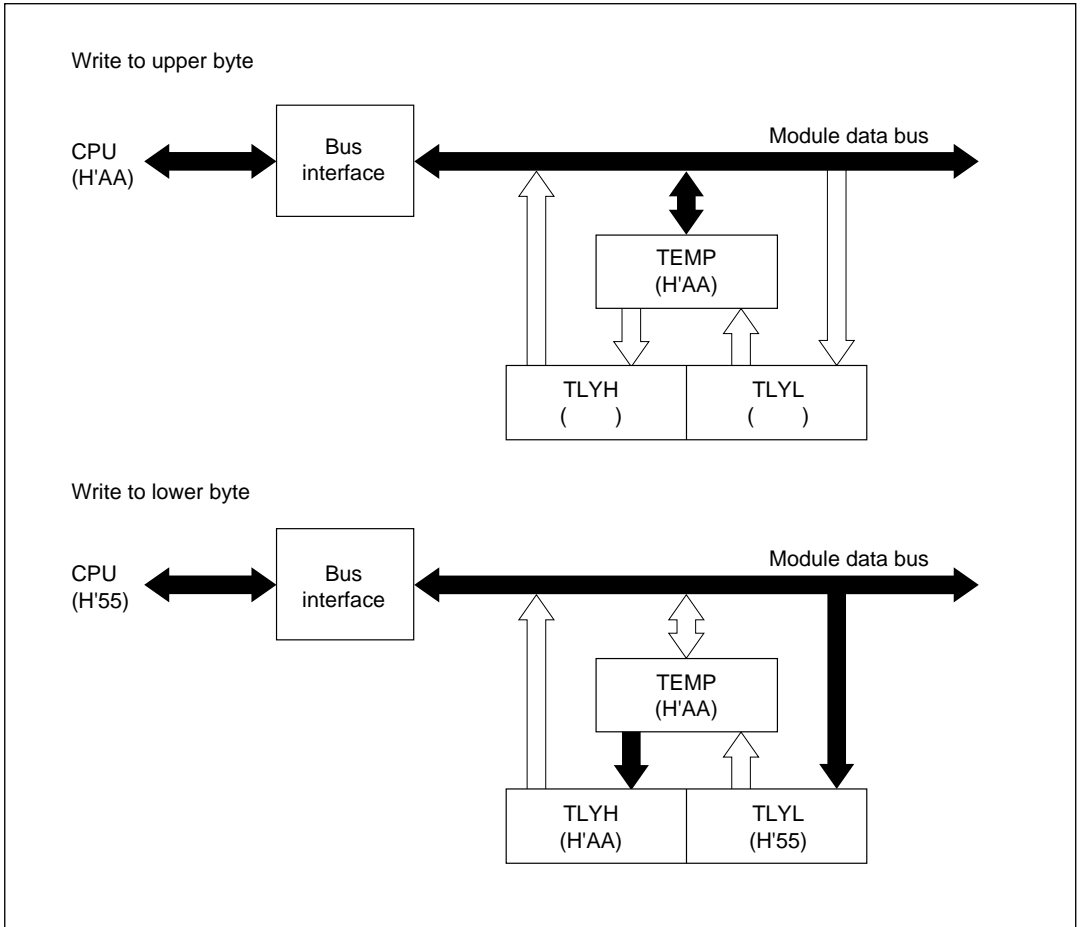 Write to upper byte
CPU
(H'AA)
Bus
interface
Module data bus
TEMP
(H'AA)
TLYH
(      )
TLYL
(      )
Write to lower byte
CPU
(H'55)
Bus
interface
Module data bus
TEMP
(H'AA)
TLYH
(H'AA)
TLYL
(H'55)